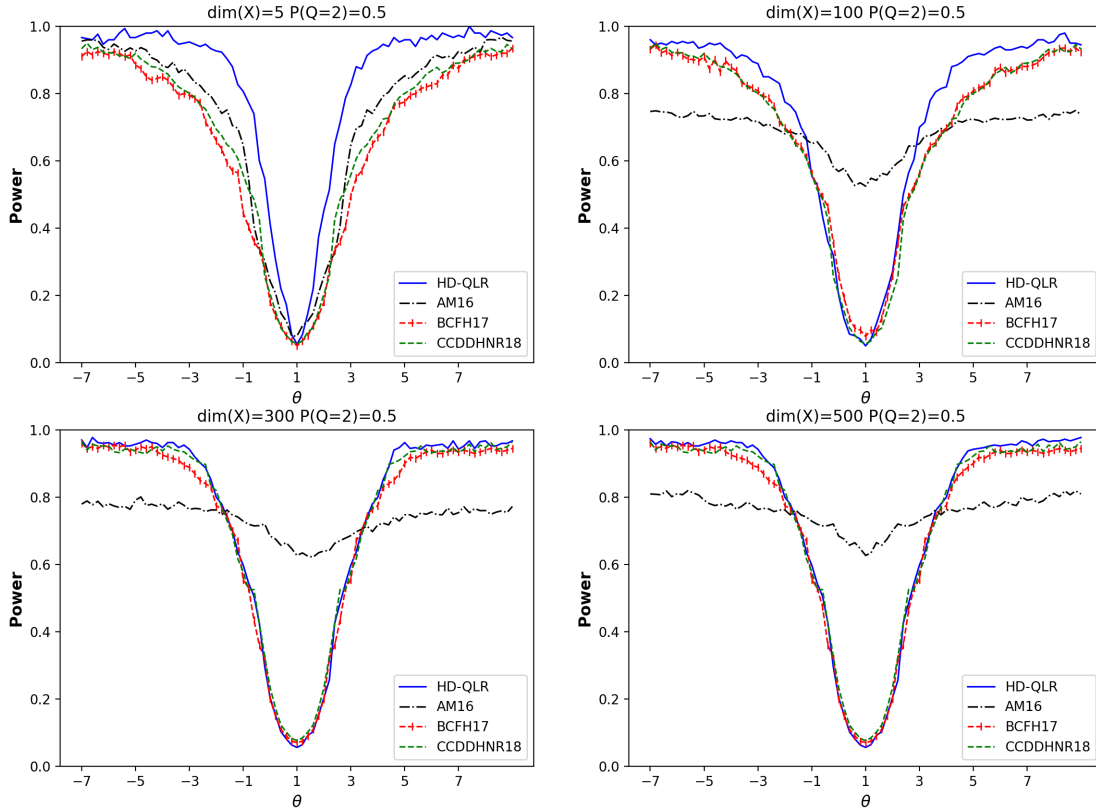 dim(X)=5 P(Q=2)=0.5
1.0
0.8
0.6
0.4
0.2
0.0
Power
−7 −5 −3 −1 1 3 5 7
θ
HD-QLR
AM16
BCFH17
CCDDHNR18
dim(X)=100 P(Q=2)=0.5
1.0
0.8
0.6
0.4
0.2
0.0
Power
−7 −5 −3 −1 1 3 5 7
θ
HD-QLR
AM16
BCFH17
CCDDHNR18
dim(X)=300 P(Q=2)=0.5
1.0
0.8
0.6
0.4
0.2
0.0
Power
−7 −5 −3 −1 1 3 5 7
θ
HD-QLR
AM16
BCFH17
CCDDHNR18
dim(X)=500 P(Q=2)=0.5
1.0
0.8
0.6
0.4
0.2
0.0
Power
−7 −5 −3 −1 1 3 5 7
θ
HD-QLR
AM16
BCFH17
CCDDHNR18